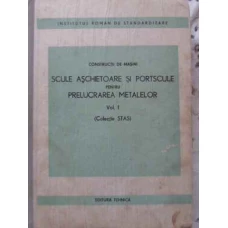 INSTITUTUL ROMÂN DE STANDARDIZARE
CONSTRUCȚII DE MAȘINI
SCULE AȘCHIETOARE ȘI PORTSCULE
PENTRU
PRELUCRAREA METALELOR
Vol. 1
(Colecție STAS)
EDITURA TEHNICĂ